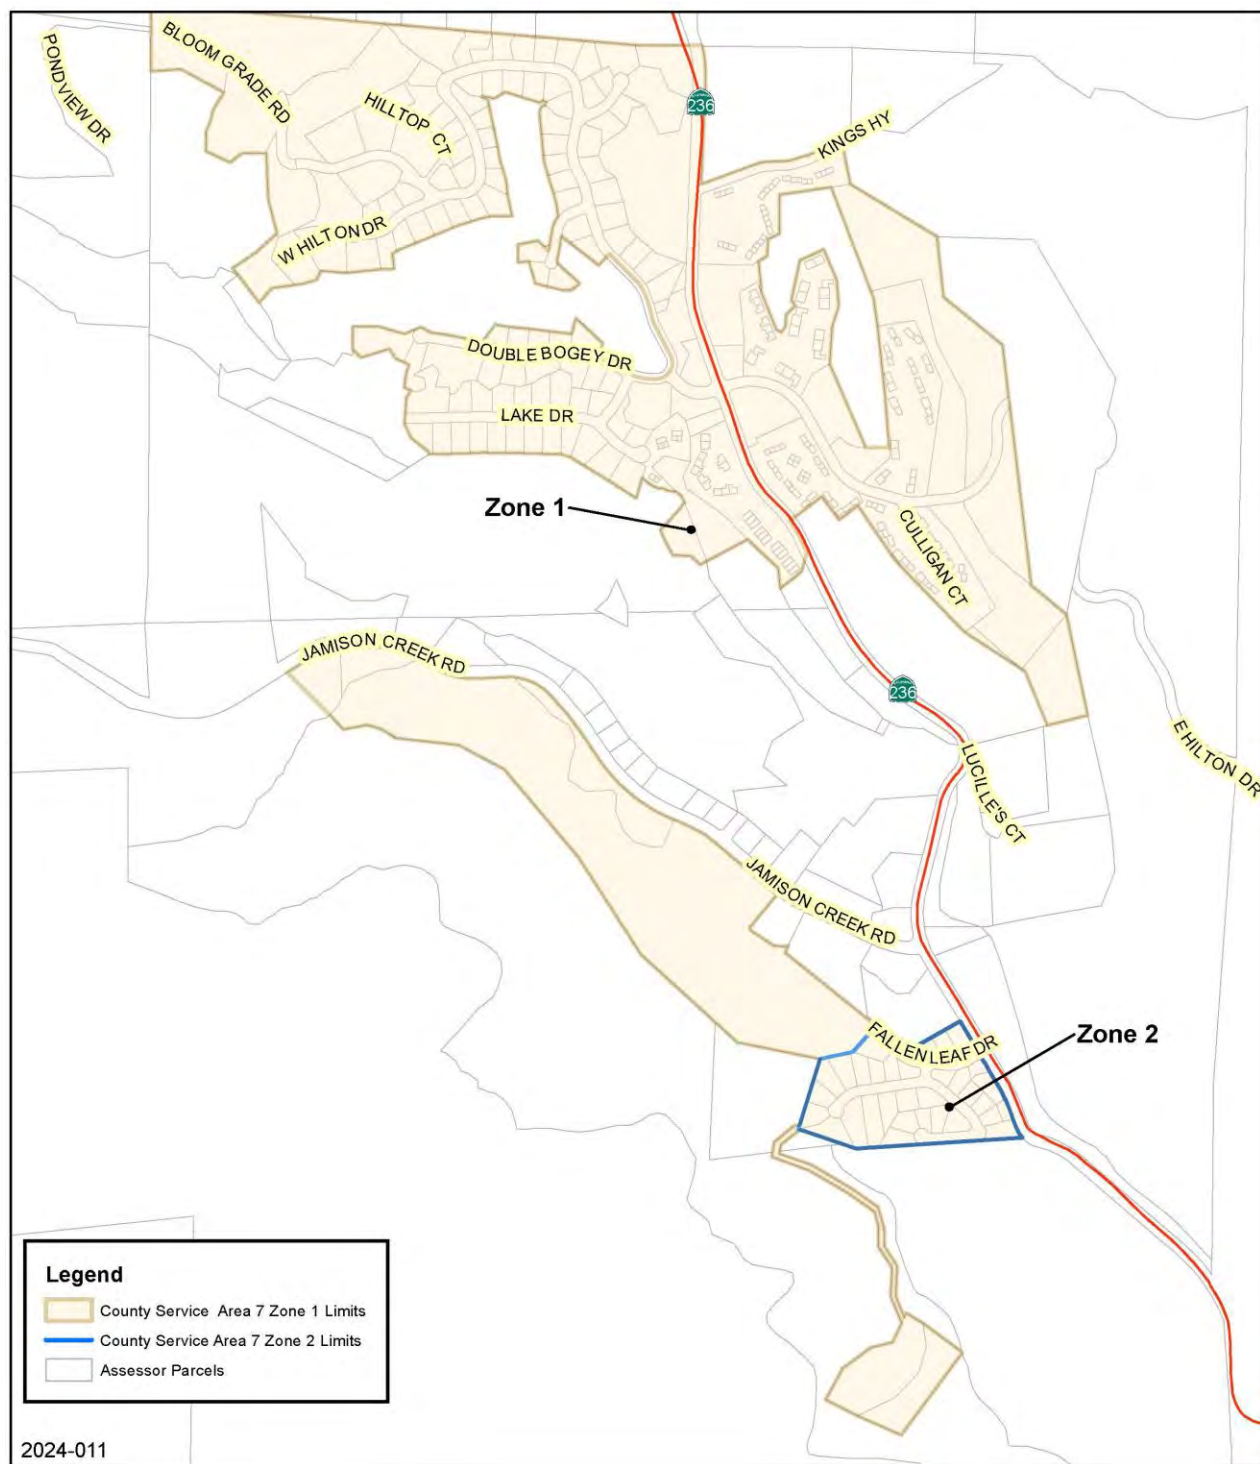 PONDVIEW DR
BLOOM GRADE RD
HILLTOP CT
236
KINGS HY
W HILTON DR
DOUBLE BOGEY DR
LAKE DR
Zone 1
CULLIGAN CT
JAMISON CREEK RD
236
LUCILLE'S CT
E HILTON DR
JAMISON CREEK RD
FALLEN LEAF DR
Zone 2
Legend
County Service Area 7 Zone 1 Limits
County Service Area 7 Zone 2 Limits
Assessor Parcels
2024-011